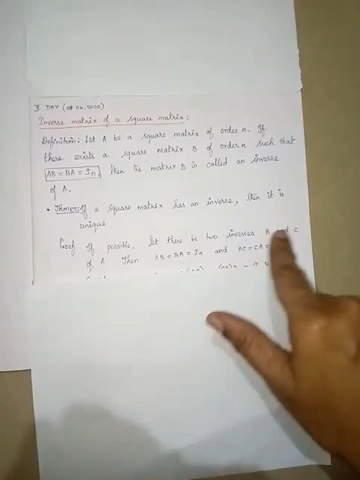 II DAY
Inverse matrix of a square matrix:
Definition: Let A be a square matrix of order n. If
there exists a square matrix B of order n such that
AB = BA = In, then the matrix B is called an inverse
of A.
• Thm: If a square matrix has an inverse, then it is
unique
Proof If possible, let there be two inverses C
of A. Then AB = BA = In and AC = CA =